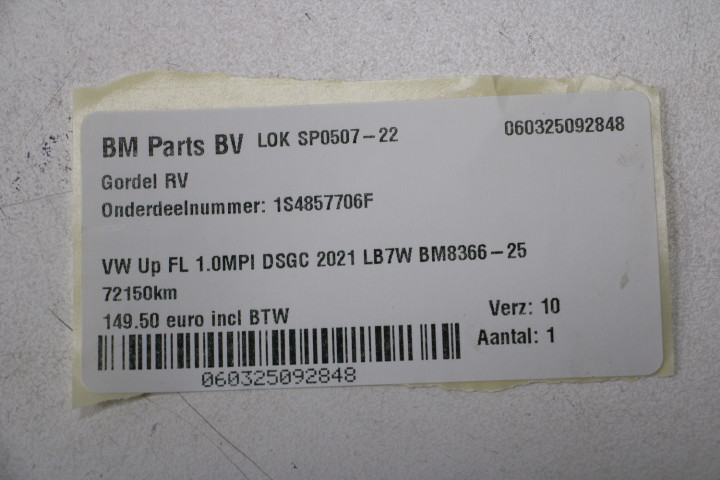 BM Parts BV LOK SP0507-22 060325092848
Gordel RV
Onderdeelnummer: 1S4857706F
VW Up FL 1.0MPI DSGC 2021 LB7W BM8366-25
72150km
149.50 euro incl BTW Verz: 10
Aantal: 1
060325092848